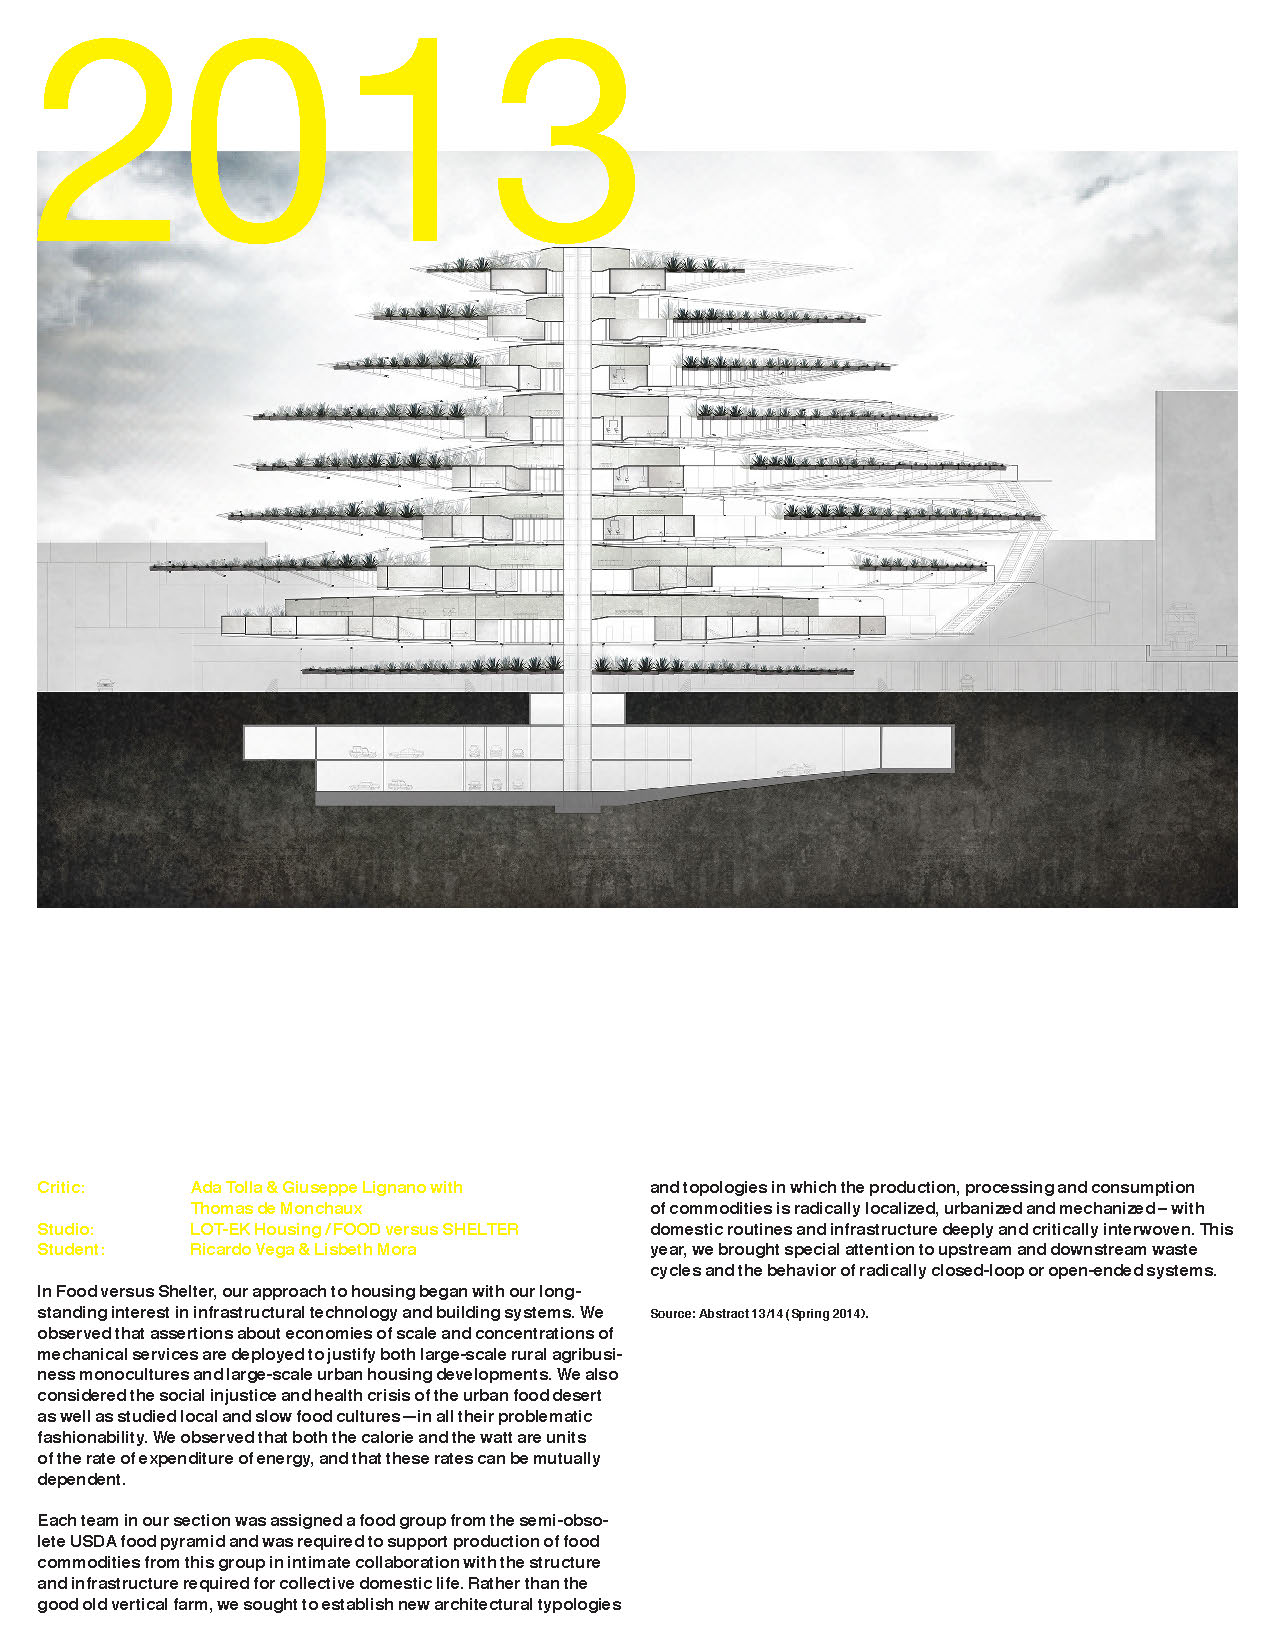 2013
Critic: Ada Tolla & Giuseppe Lignano with
Thomas de Monchaux
Studio: LOT-EK Housing / FOOD versus SHELTER
Student: Ricardo Vega & Lisbeth Mora
In Food versus Shelter, our approach to housing began with our long-
standing interest in infrastructural technology and building systems. We
observed that assertions about economies of scale and concentrations of
mechanical services are deployed to justify both large-scale rural agribusi-
ness monocultures and large-scale urban housing developments. We also
considered the social injustice and health crisis of the urban food desert
as well as studied local and slow food cultures—in all their problematic
fashionability. We observed that both the calorie and the watt are units
of the rate of expenditure of energy, and that these rates can be mutually
dependent.
Each team in our section was assigned a food group from the semi-obso-
lete USDA food pyramid and was required to support production of food
commodities from this group in intimate collaboration with the structure
and infrastructure required for collective domestic life. Rather than the
good old vertical farm, we sought to establish new architectural typologies
and topologies in which the production, processing and consumption
of commodities is radically localized, urbanized and mechanized – with
domestic routines and infrastructure deeply and critically interwoven. This
year, we brought special attention to upstream and downstream waste
cycles and the behavior of radically closed-loop or open-ended systems.
Source: Abstract 13/14 (Spring 2014).